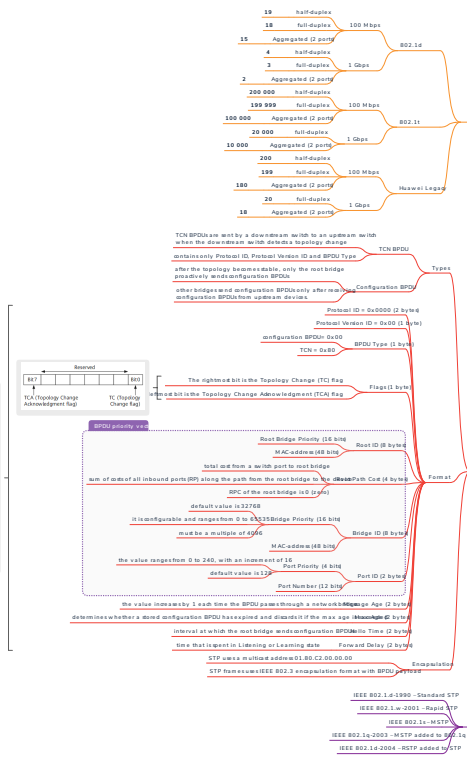 19 half-duplex
18 full-duplex
100 Mbps
15 Aggregated (2 ports)
802.1d
4 half-duplex
3 full-duplex
1 Gbps
2 Aggregated (2 ports)
200 000 half-duplex
199 999 full-duplex
100 Mbps
100 000 Aggregated (2 ports)
802.1t
20 000 full-duplex
1 Gbps
10 000 Aggregated (2 ports)
200 half-duplex
199 full-duplex
100 Mbps
180 Aggregated (2 ports)
Huawei Legacy
20 full-duplex
1 Gbps
18 Aggregated (2 ports)
TCN BPDUs are sent by a downstream switch to an upstream switch
when the downstream switch detects a topology change
TCN BPDU
contains only Protocol ID, Protocol Version ID and BPDU Type
Types
after the topology becomes stable, only the root bridge
proactively sends configuration BPDUs
Configuration BPDU
other bridges send configuration BPDUs only after receiving
configuration BPDUs from upstream devices.
Protocol ID = 0x0000 (2 bytes)
Protocol Version ID = 0x00 (1 byte)
configuration BPDU= 0x00
BPDU Type (1 byte)
TCN = 0x80
Reserved
Bit7 Bit0
TCA (Topology Change
Acknowledgment flag)
TC (Topology
Change flag)
The rightmost bit is the Topology Change (TC) flag
Flags(1 byte)
leftmost bit is the Topology Change Acknowledgment (TCA) flag
BPDU priority vector
Root Bridge Priority (16 bits)
Root ID (8 bytes)
MAC-address(48 bits)
total cost from a switch port to root bridge
sum of costs of all inbound ports(RP) along the path from the root bridge to the
Root Path Cost (4 bytes)
RPC of the root bridge is 0 (zero)
Format
default value is 32768
it is configurable and ranges from 0 to 65535
Bridge Priority (16 bits)
must be a multiple of 4096
Bridge ID (8 bytes)
MAC-address(48 bits)
the value ranges from 0 to 240, with an increment of 16
Port Priority (4 bits)
default value is 128
Port ID (2 bytes)
Port Number (12 bits)
the value increases by 1 each time the BPDU passes through a network bridge
Message Age (2 bytes)
determines whether a stored configuration BPDU has expired and discards it if the max age is
Max Age (2 bytes)
interval at which the root bridge sends configuration BPDUs
Hello Time (2 bytes)
time that is spent in Listening or Learning state
Forward Delay (2 bytes)
STP uses a multicast address 01.80.C2.00.00.00
Encapsulation
STP frames uses IEEE 802.3 encapsulation format with BPDU payload
IEEE 802.1.d-1990 – Standard STP
IEEE 802.1.w-2001 – Rapid STP
IEEE 802.1s – MSTP
IEEE 802.1q-2003 – MSTP added to 802.1q
IEEE 802.1d-2004 – RSTP added to STP